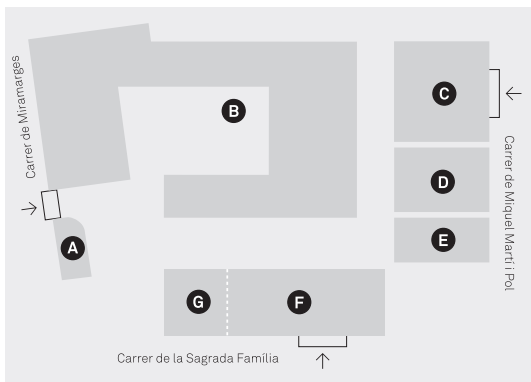 Carrer de Miramarges
B
C
Carrer de Miquel Martí i Pol
D
A
E
G
F
Carrer de la Sagrada Família